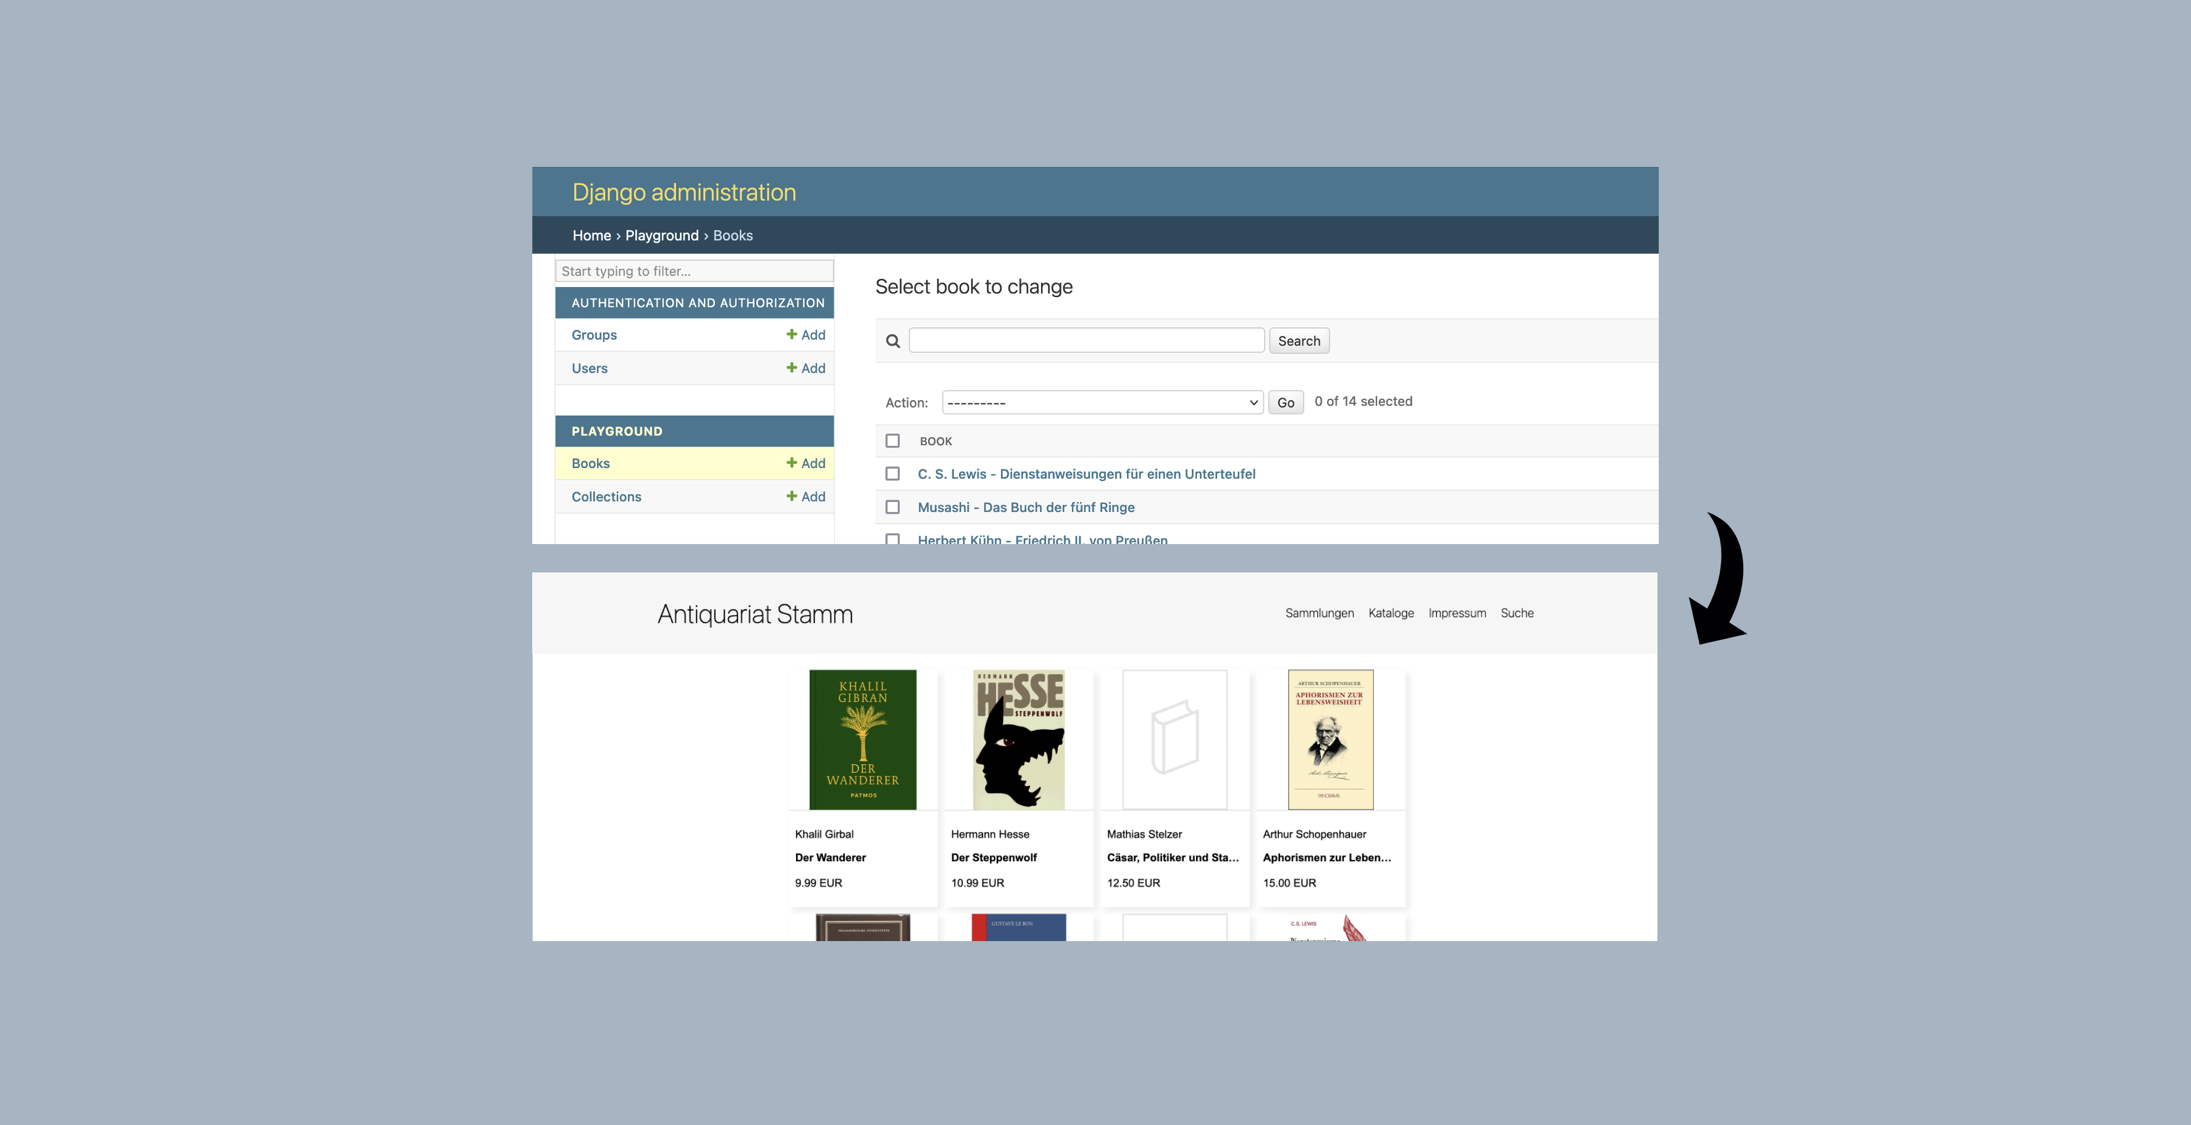 Django administration
Home › Playground › Books
Start typing to filter...
AUTHENTICATION AND AUTHORIZATION
Groups + Add
Users + Add
PLAYGROUND
Books + Add
Collections + Add
Select book to change
Search
Action: --------- Go 0 of 14 selected
BOOK
C. S. Lewis - Dienstanweisungen für einen Unterteufel
Musashi - Das Buch der fünf Ringe
Herbert Kühn - Friedrich II. von Preußen
Antiquariat Stamm
Sammlungen Kataloge Impressum Suche
KHALIL
GIBRAN
DER
WANDERER
PATMOS
HERMANN
HESSE
STEPPENWOLF
ARTHUR SCHOPENHAUER
APHORISMEN ZUR
LEBENSWEISHEIT
Khalil Girbal
Der Wanderer
9.99 EUR
Hermann Hesse
Der Steppenwolf
10.99 EUR
Mathias Stelzer
Cäsar, Politiker und Sta...
12.50 EUR
Arthur Schopenhauer
Aphorismen zur Leben...
15.00 EUR
GUSTAVE LE BON
C.S. LEWIS